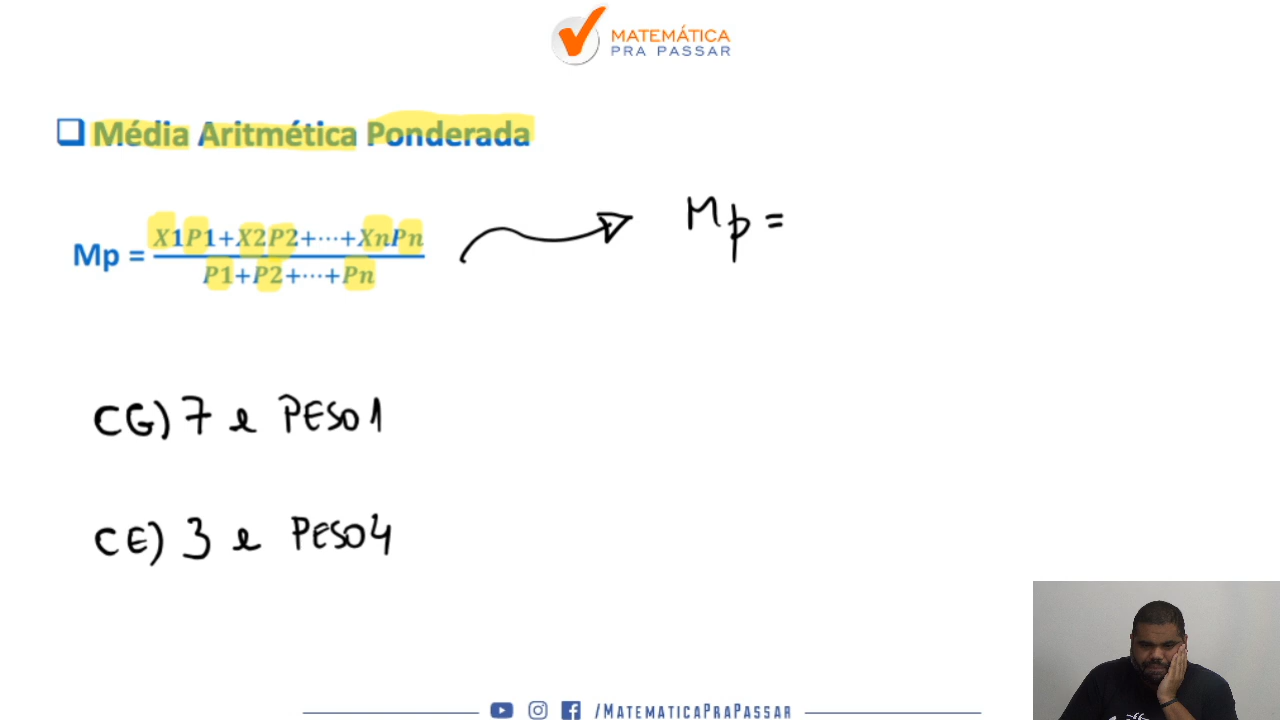 MATEMÁTICA
PRA PASSAR
Média Aritmética Ponderada
Mp = X1P1+X2P2+⋯+XnPn / P1+P2+⋯+Pn
Mp =
CG) 7 e PESO 1
CE) 3 e PESO 4
/MATEMATICAPRAPASSAR